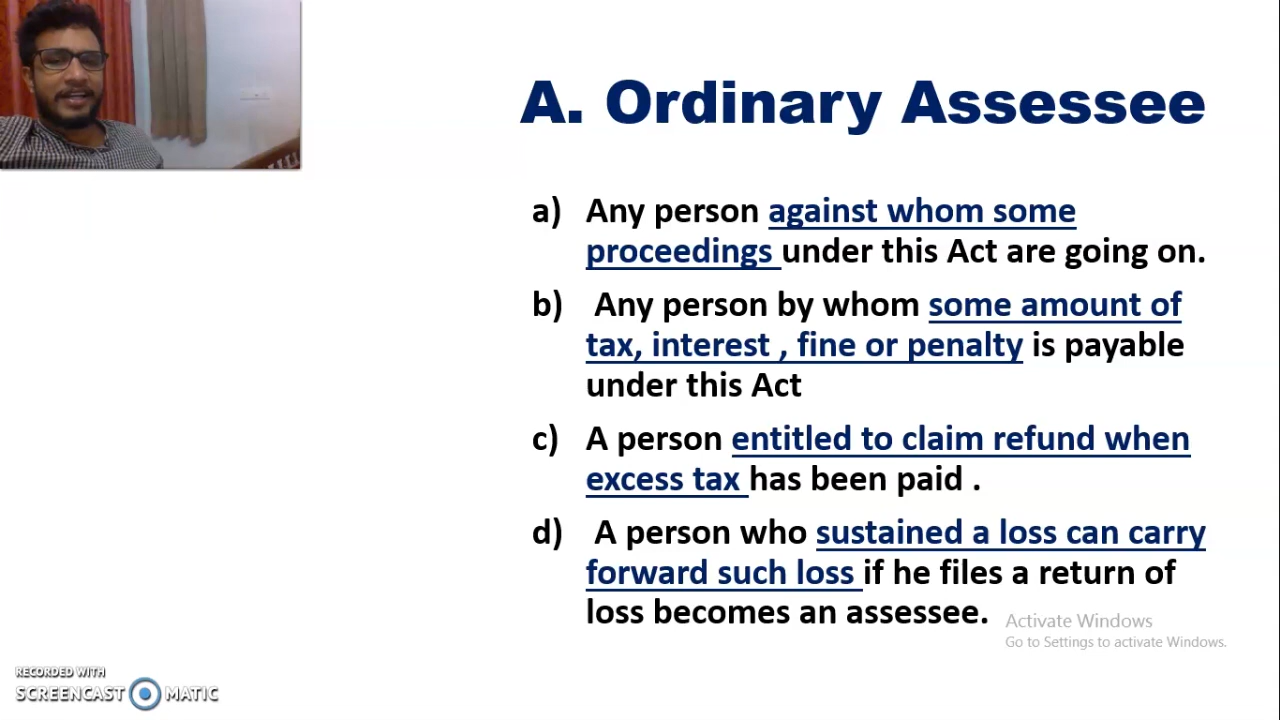 A. Ordinary Assessee
a) Any person against whom some
proceedings under this Act are going on.
b) Any person by whom some amount of
tax, interest , fine or penalty is payable
under this Act
c) A person entitled to claim refund when
excess tax has been paid .
d) A person who sustained a loss can carry
forward such loss if he files a return of
loss becomes an assessee.
Activate Windows
Go to Settings to activate Windows.
RECORDED WITH
SCREENCAST MATIC